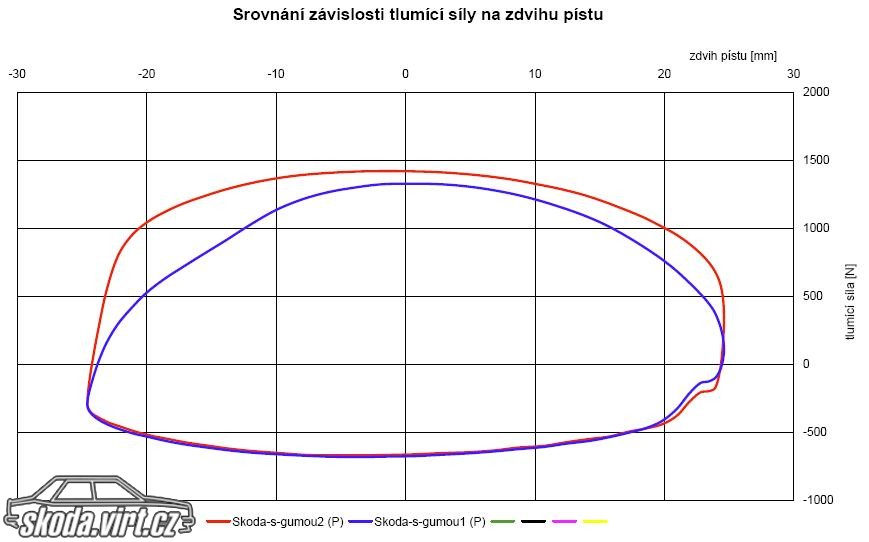 Srovnání závislosti tlumící síly na zdvihu pístu
zdvih pístu [mm]
-30 -20 -10 0 10 20 30
2000
1500
1000
500
0
-500
-1000
tlumící síla [N]
Skoda-s-gumou2 (P) Skoda-s-gumou1 (P)
skoda.virt.cz